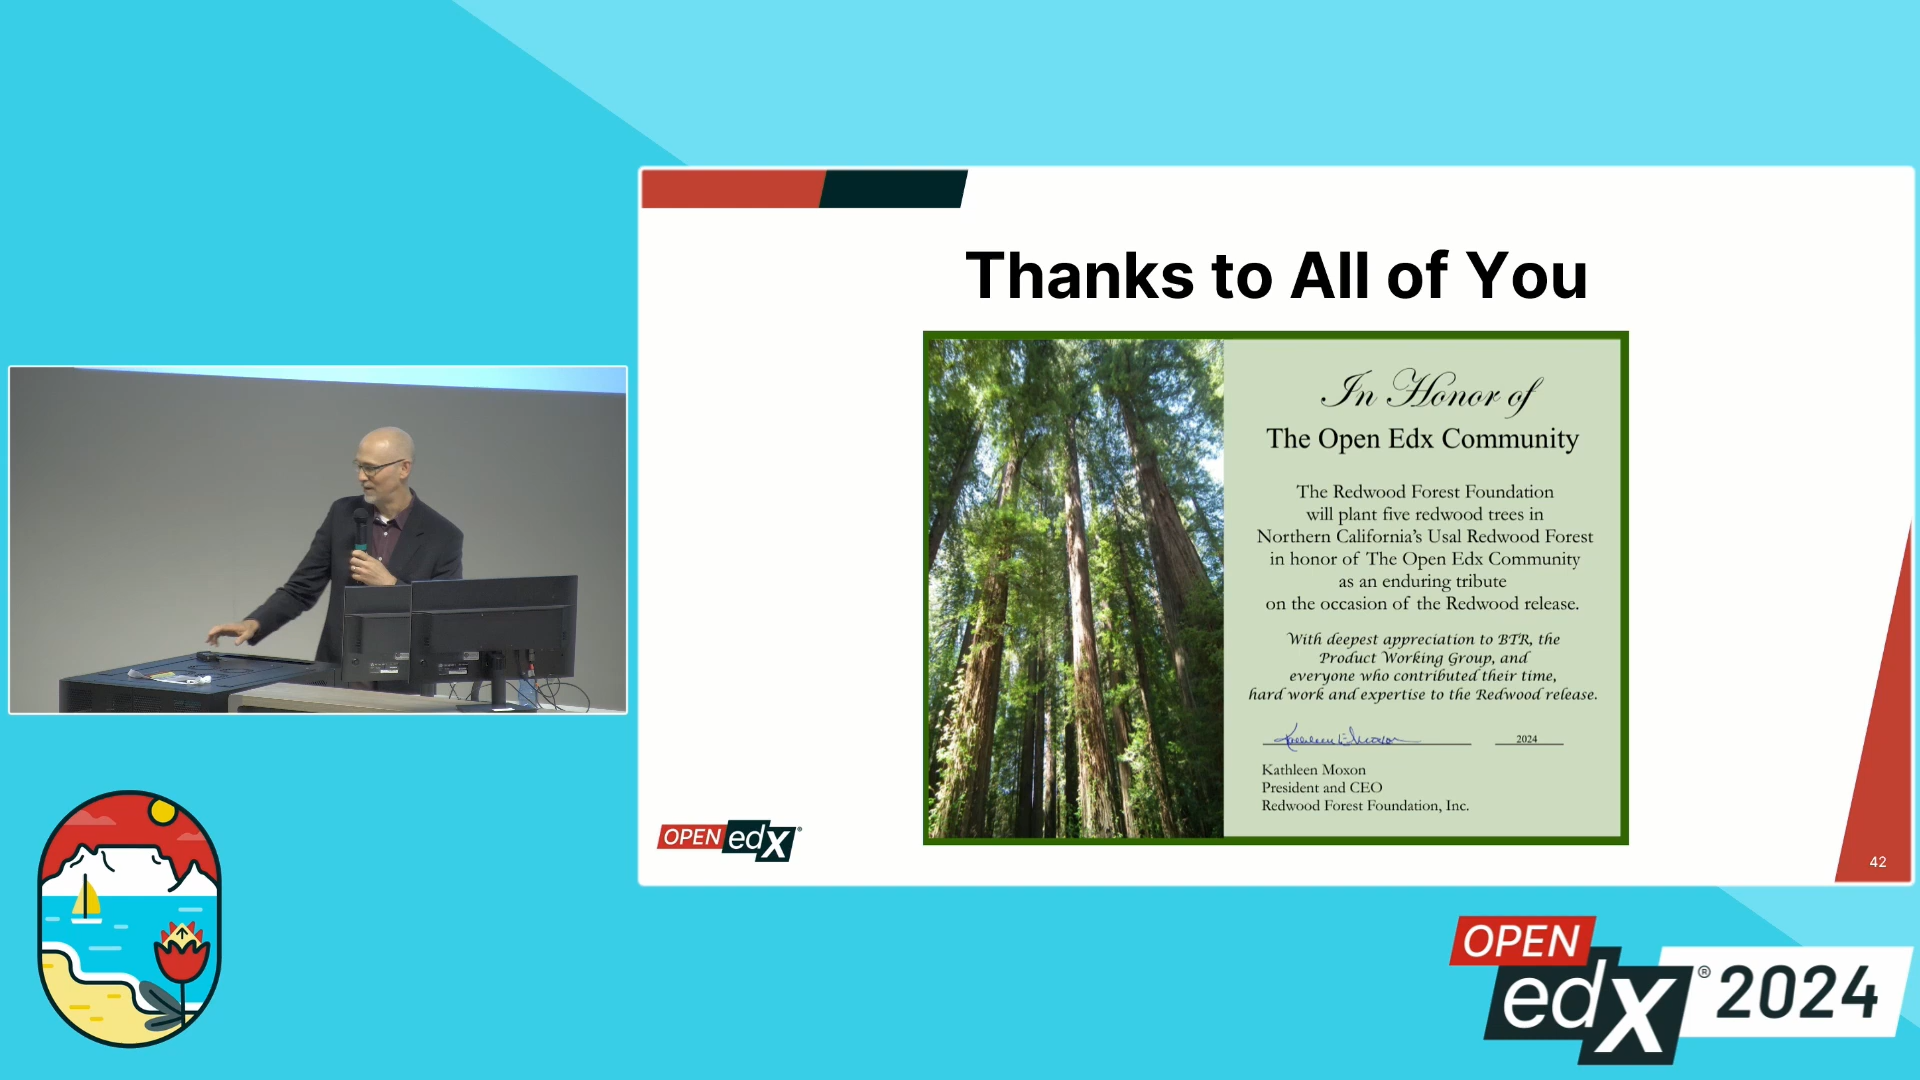 Thanks to All of You
In Honor of
The Open Edx Community
The Redwood Forest Foundation
will plant five redwood trees in
Northern California's Usal Redwood Forest
in honor of The Open Edx Community
as an enduring tribute
on the occasion of the Redwood release.
With deepest appreciation to BTR, the
Product Working Group, and
everyone who contributed their time,
hard work and expertise to the Redwood release.
2024
Kathleen Moxon
President and CEO
Redwood Forest Foundation, Inc.
OPEN edX®
42
OPEN
edX® 2024